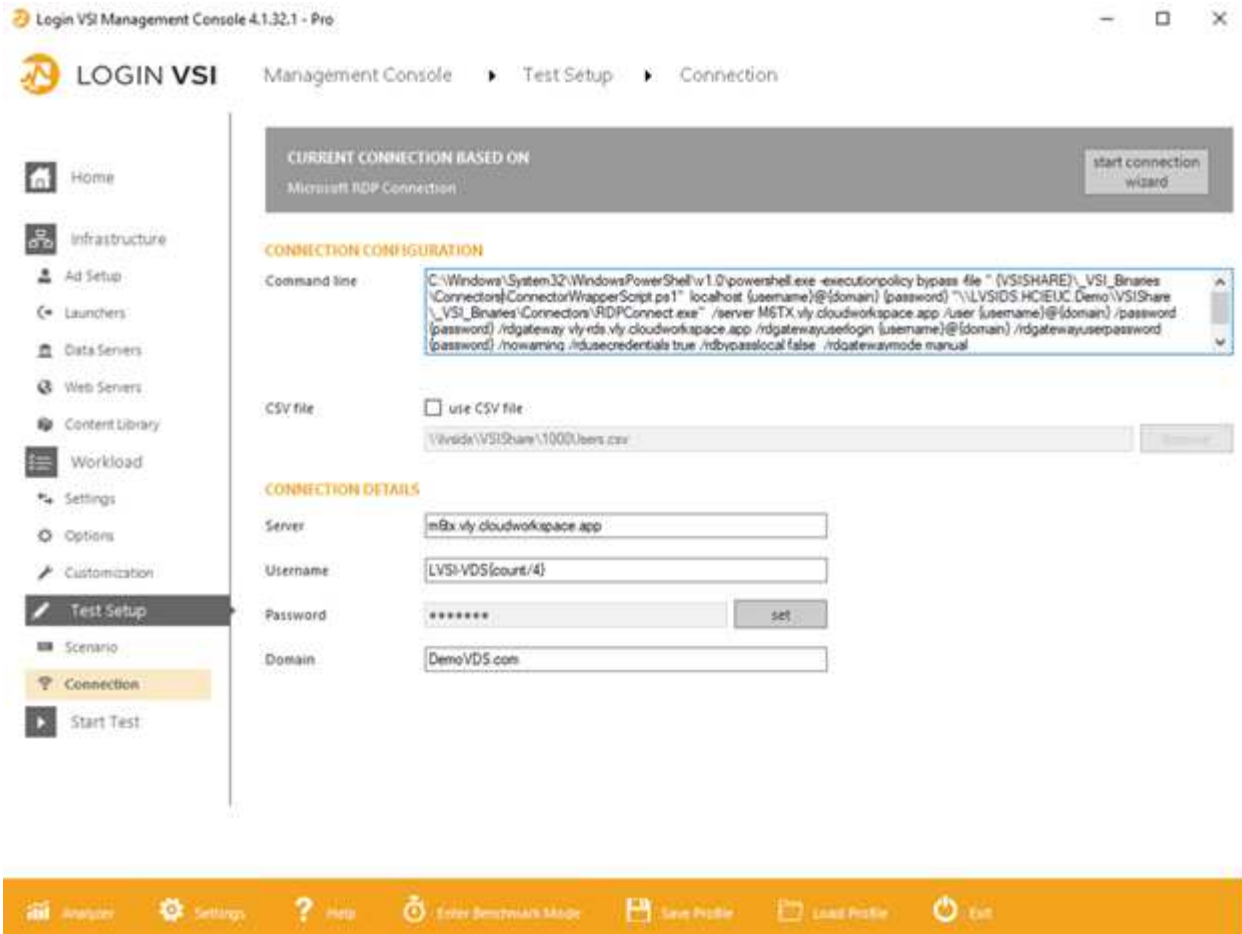 Login VSI Management Console 4.1.32.1 - Pro
LOGIN VSI
Management Console
Test Setup
Connection
Home
Infrastructure
Ad Setup
Launchers
Data Servers
Web Servers
Content Library
Workload
Settings
Options
Customization
Test Setup
Scenario
Connection
Start Test
CURRENT CONNECTION BASED ON
Microsoft RDP Connection
start connection
wizard
CONNECTION CONFIGURATION
Command line
C:\Windows\System32\WindowsPowerShell\v1.0\powershell.exe -executionpolicy bypass -file " {VSISHARE}\_VSI_Binaries
\Connectors\ConnectorWrapperScript.ps1" localhost {username}@{domain} {password} "\\LVSIDS.HCIEUC.Demo\VSIShare
\_VSI_Binaries\Connectors\RDPConnect.exe" /server M6TX.vly.cloudworkspace.app /user {username}@{domain} /password
{password} /rdgateway vly-rds.vly.cloudworkspace.app /rdgatewayuserlogin {username}@{domain} /rdgatewayuserpassword
{password} /nowarning /rdusecredentials true /rdbypasslocal false /rdgatewaymode manual
CSV file
use CSV file
\\lvsids\VSIShare\1000Users.csv
CONNECTION DETAILS
Server
m6tx.vly.cloudworkspace.app
Username
LVSI-VDS{count/4}
Password
*******
set
Domain
DemoVDS.com
Analyzer
Settings
Help
Enter Benchmark Mode
Save Profile
Load Profile
Exit